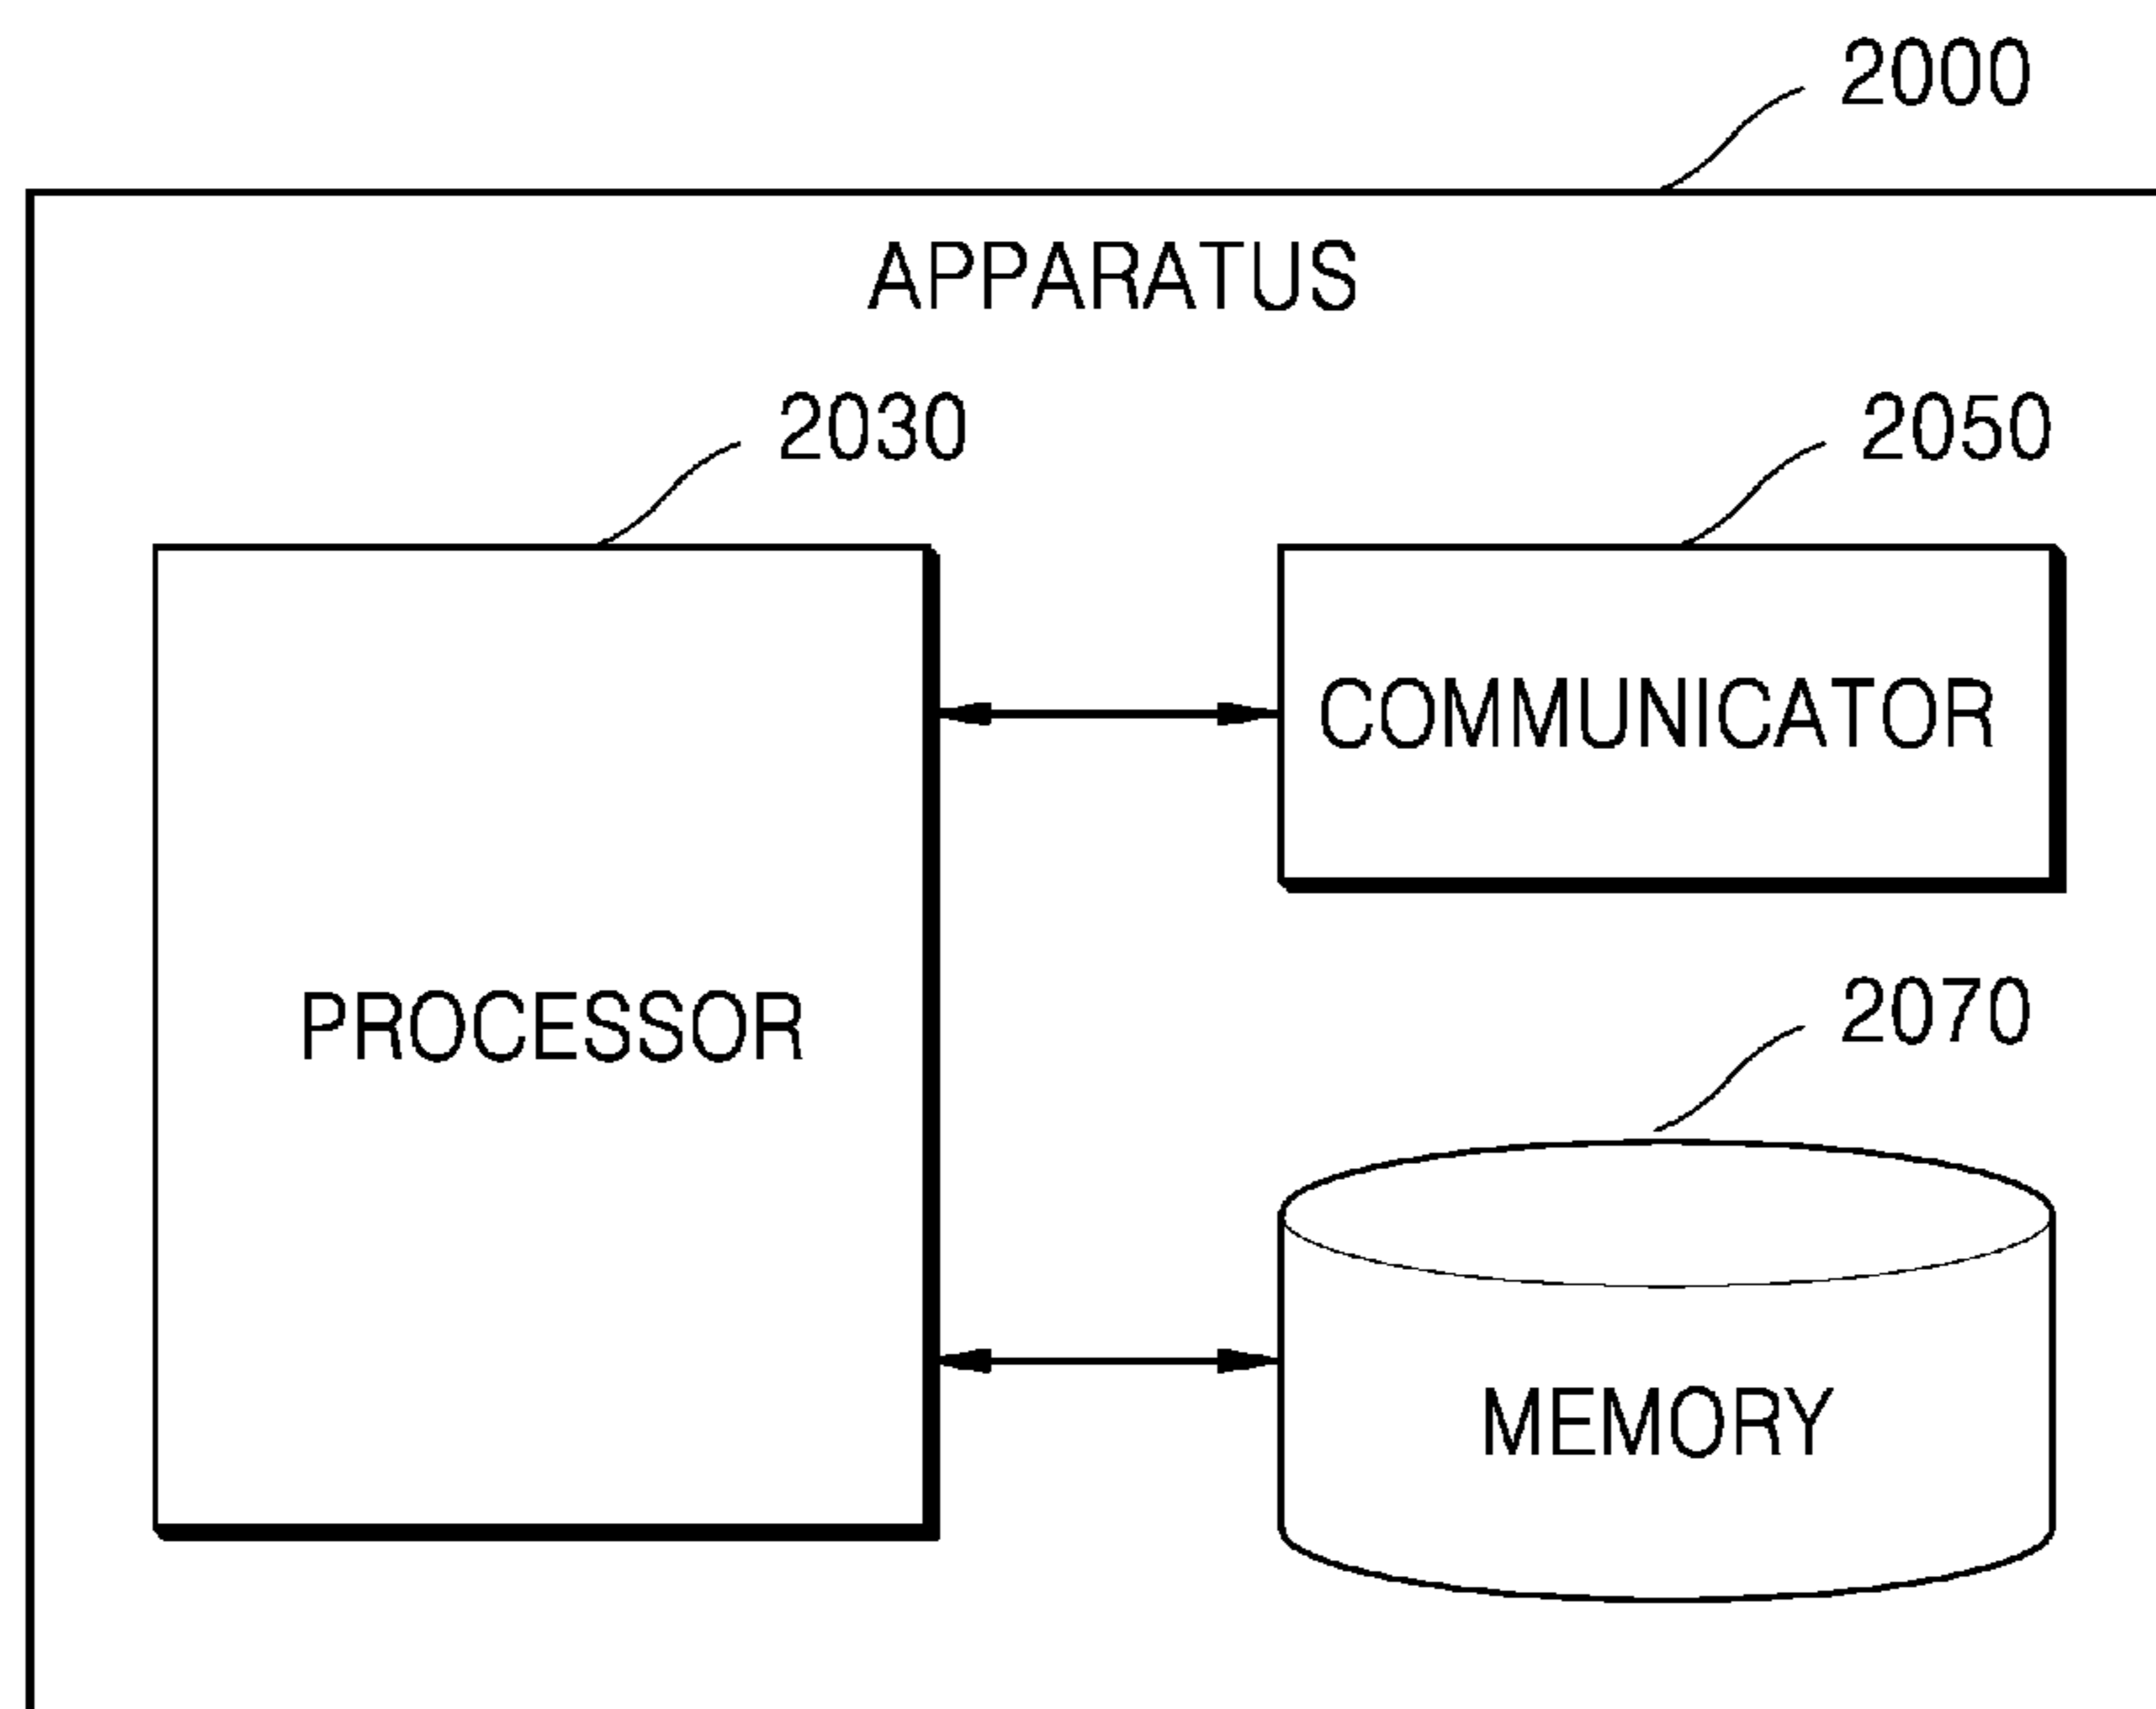 2000
APPARATUS
2030
2050
COMMUNICATOR
PROCESSOR
2070
MEMORY